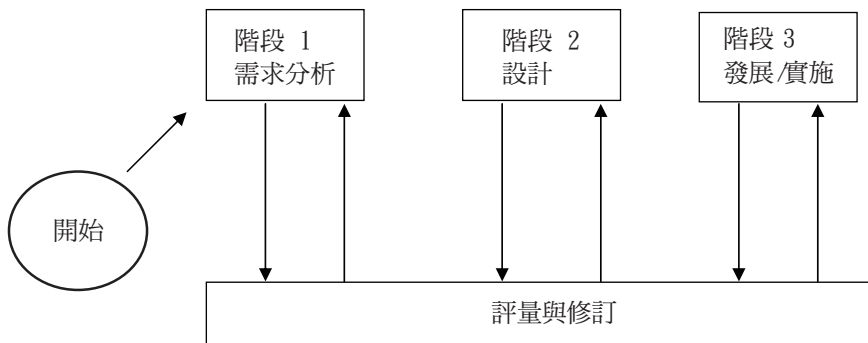 階段 1
需求分析
階段 2
設計
階段 3
發展/實施
開始
評量與修訂